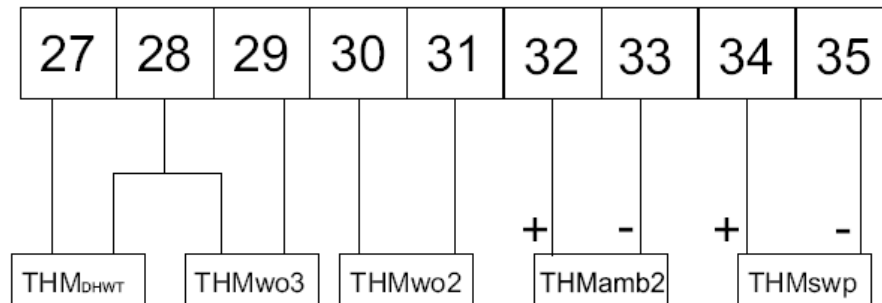 27 28 29 30 31 32 33 34 35
+ - + -
THMDHWT THMwo3 THMwo2 THMamb2 THMswp